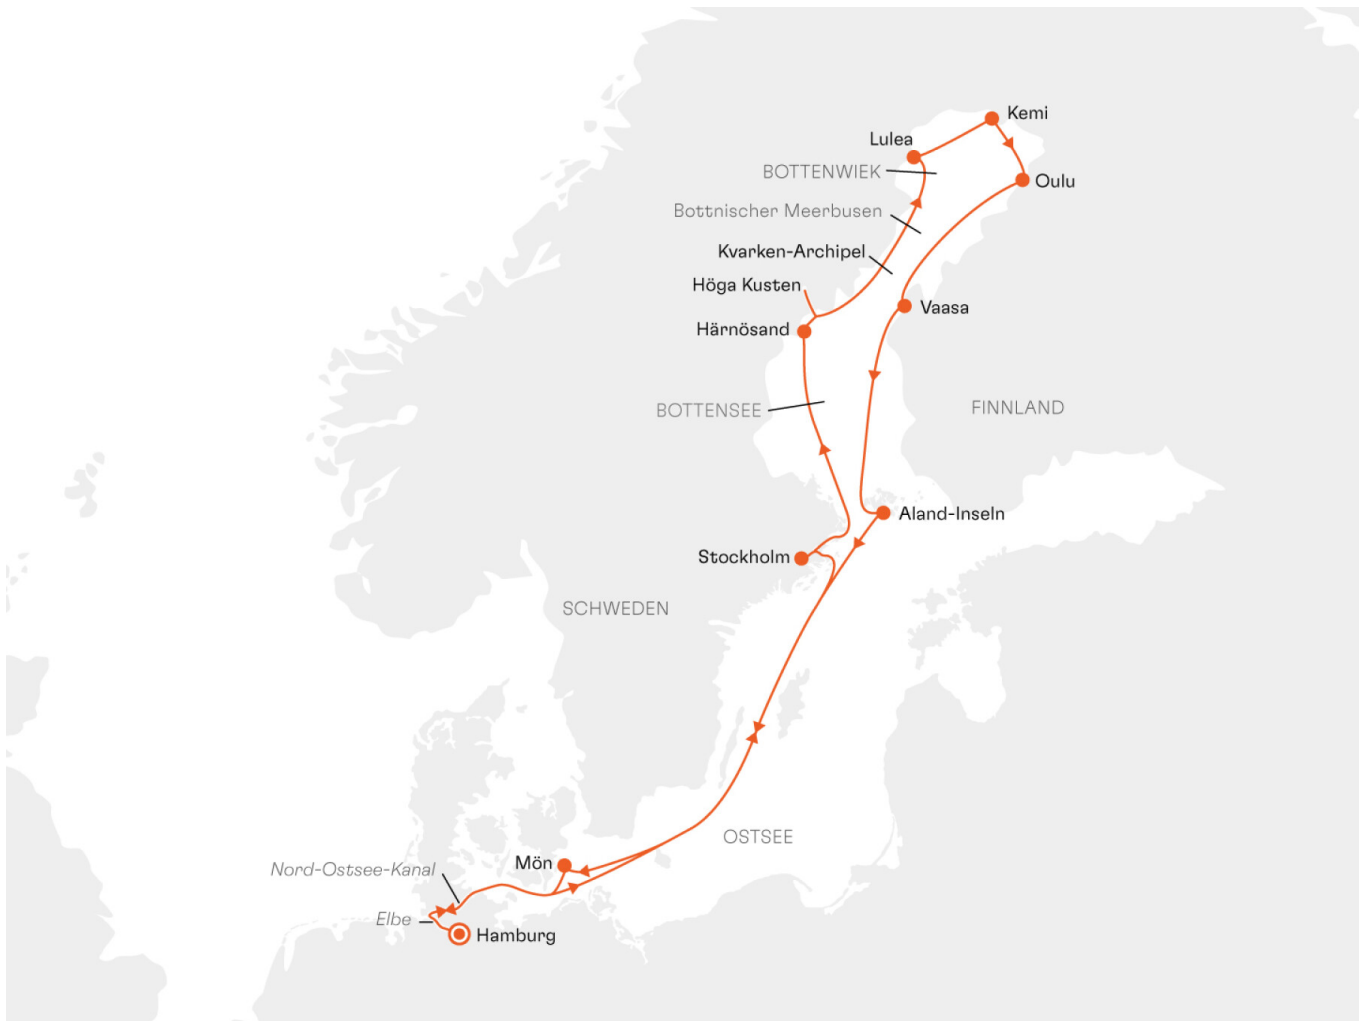 Kemi
Lulea
BOTTENWIEK
Oulu
Bottnischer Meerbusen
Kvarken-Archipel
Höga Kusten
Vaasa
Härnösand
BOTTENSEE
FINNLAND
Aland-Inseln
Stockholm
SCHWEDEN
OSTSEE
Mön
Nord-Ostsee-Kanal
Elbe
Hamburg